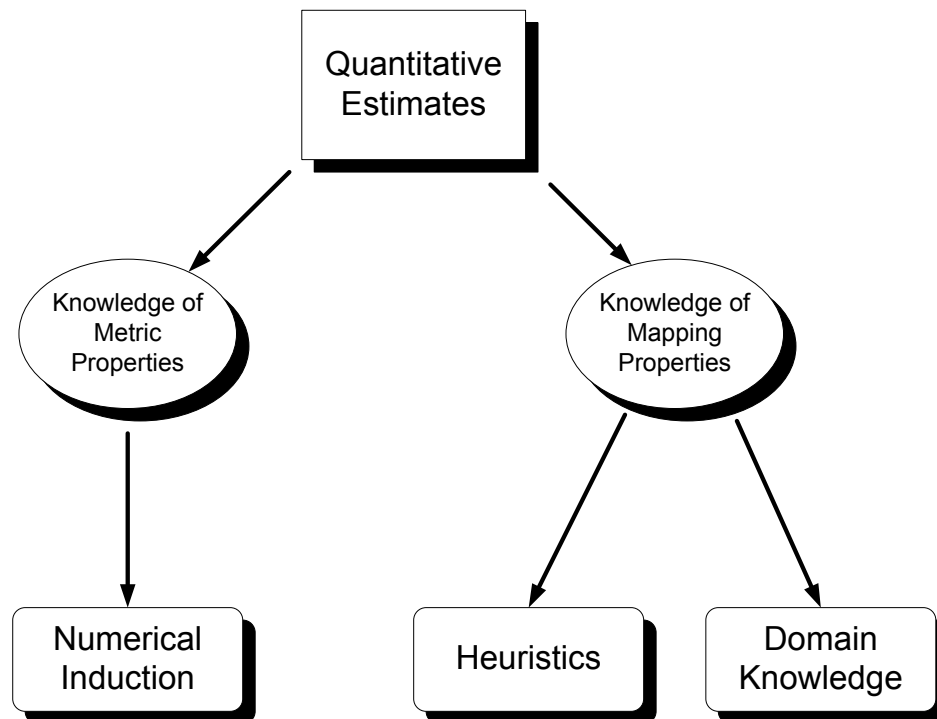 Quantitative
Estimates
Knowledge of
Metric
Properties
Knowledge of
Mapping
Properties
Numerical
Induction
Heuristics
Domain
Knowledge